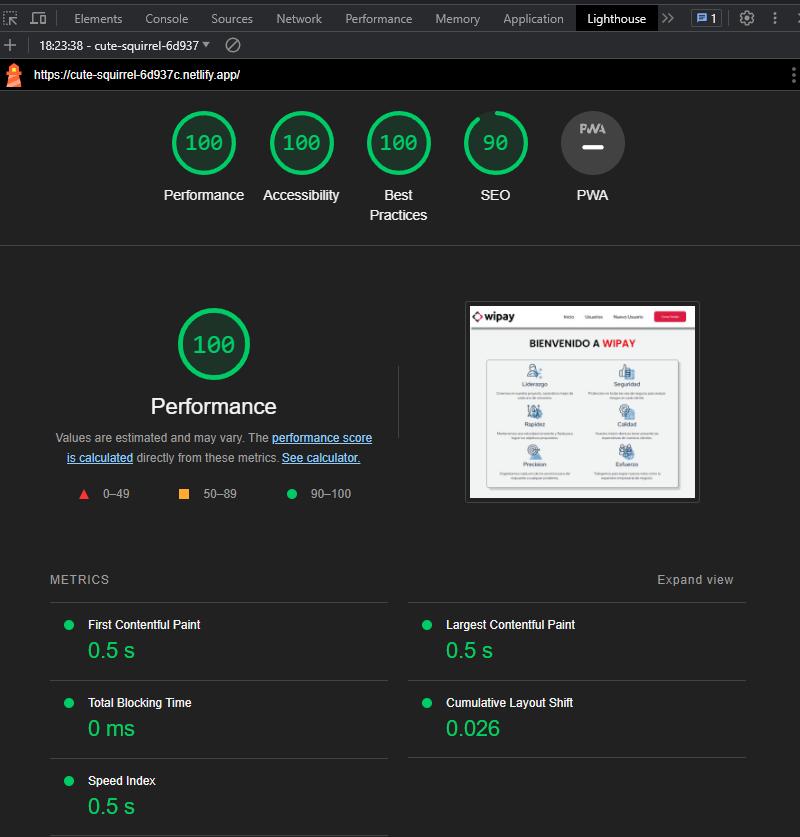 Elements Console Sources Network Performance Memory Application Lighthouse 1
18:23:38 - cute-squirrel-6d937
https://cute-squirrel-6d937c.netlify.app/
100 100 100 90 PWA
Performance Accessibility Best Practices SEO PWA
100
Performance
Values are estimated and may vary. The performance score
is calculated directly from these metrics. See calculator.
0–49 50–89 90–100
wipay Inicio Usuarios Nuevo Usuario
BIENVENIDO A WIPAY
Liderazgo Seguridad
Rapidez Calidad
Precision Esfuerzo
METRICS Expand view
First Contentful Paint Largest Contentful Paint
0.5 s 0.5 s
Total Blocking Time Cumulative Layout Shift
0 ms 0.026
Speed Index
0.5 s